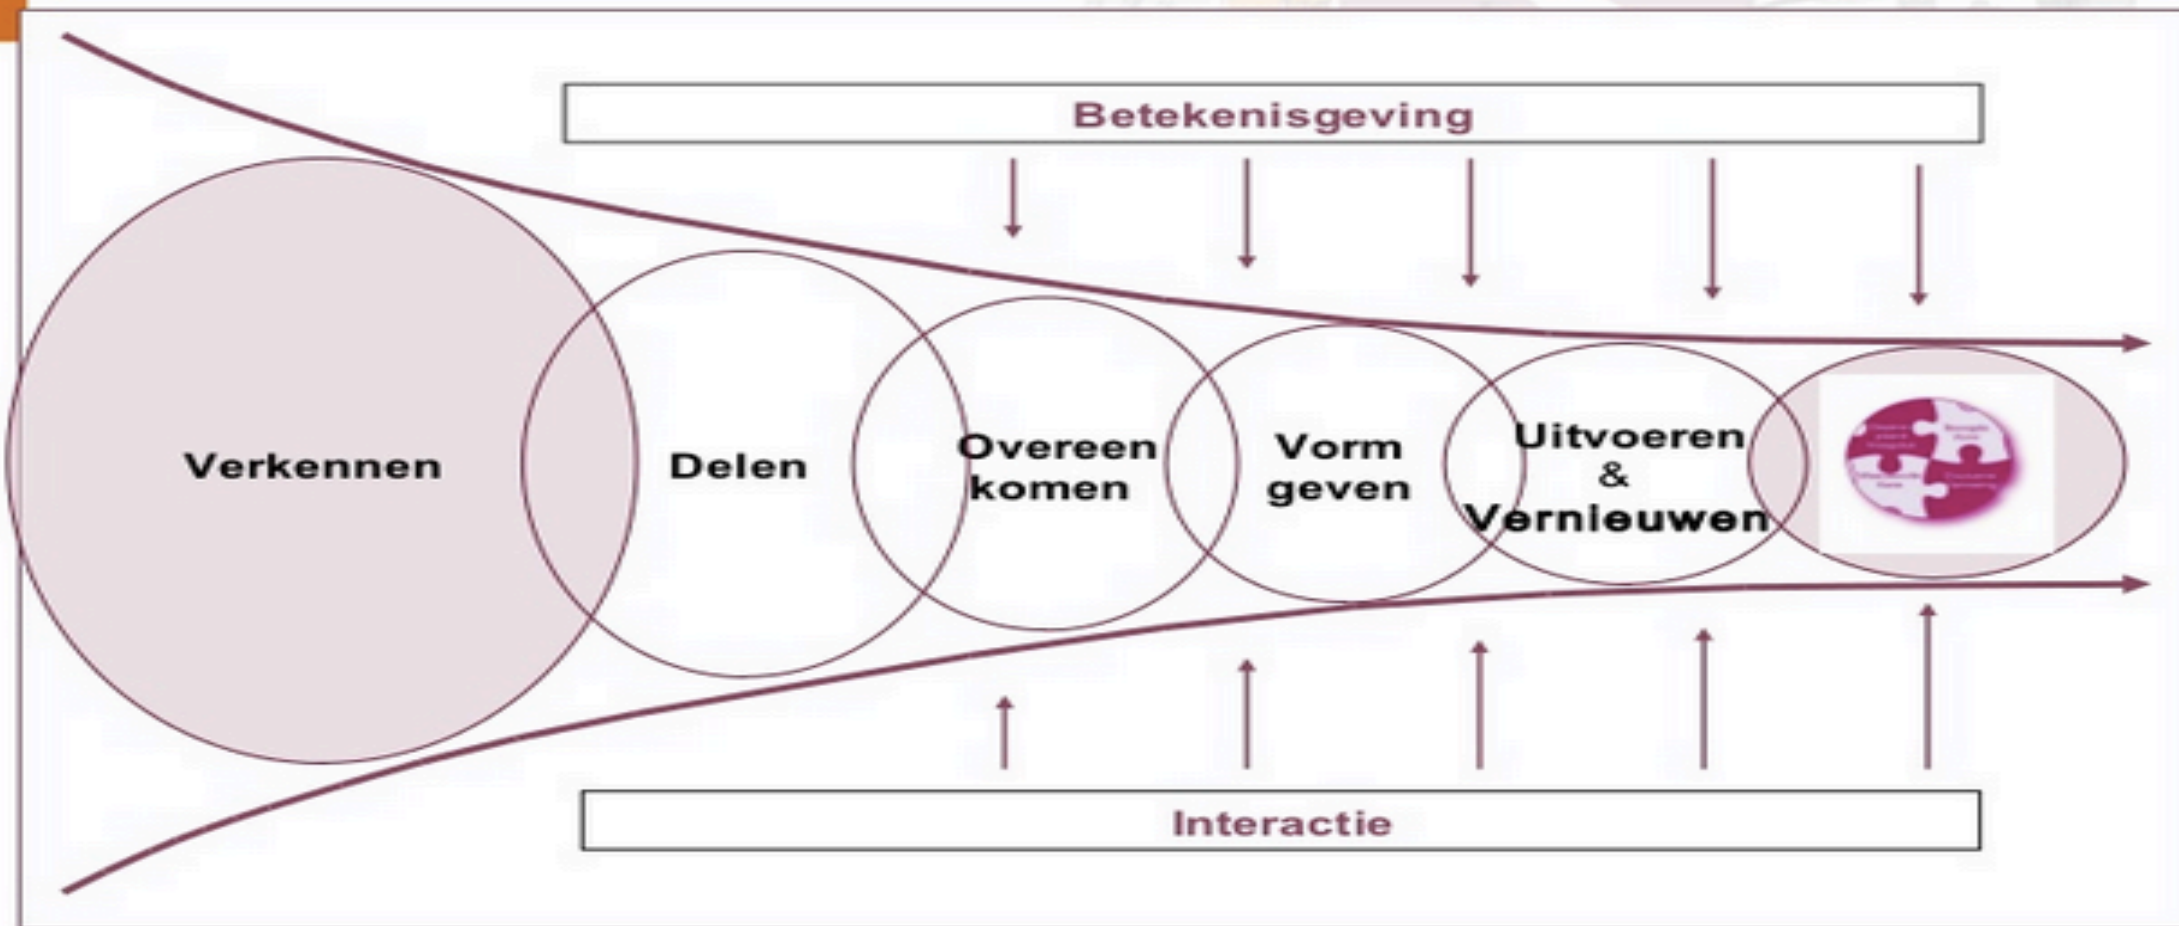 Betekenisgeving
Verkennen
Delen
Overeen
komen
Vorm
geven
Uitvoeren
&
Vernieuwen
Interactie